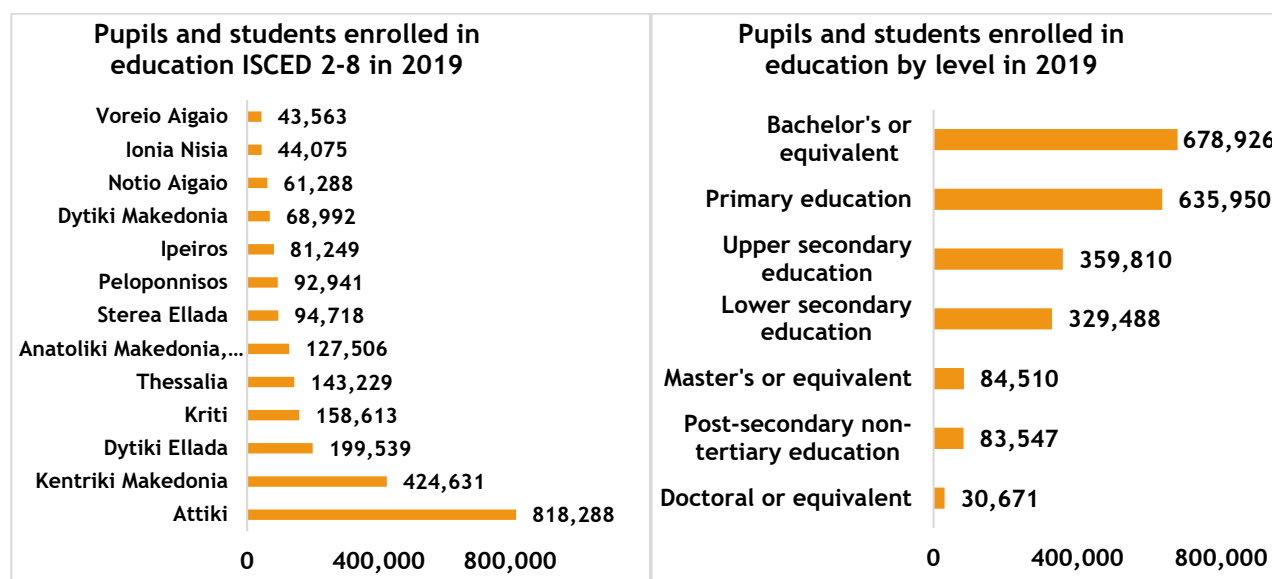 Pupils and students enrolled in
education ISCED 2-8 in 2019
Voreio Aigaio 43,563
Ionia Nisia 44,075
Notio Aigaio 61,288
Dytiki Makedonia 68,992
Ipeiros 81,249
Peloponnisos 92,941
Sterea Ellada 94,718
Anatoliki Makedonia,... 127,506
Thessalia 143,229
Kriti 158,613
Dytiki Ellada 199,539
Kentriki Makedonia 424,631
Attiki 818,288
0 400,000 800,000
Pupils and students enrolled in
education by level in 2019
Bachelor's or
equivalent 678,926
Primary education 635,950
Upper secondary
education 359,810
Lower secondary
education 329,488
Master's or equivalent 84,510
Post-secondary non-
tertiary education 83,547
Doctoral or equivalent 30,671
0 400,000 800,000